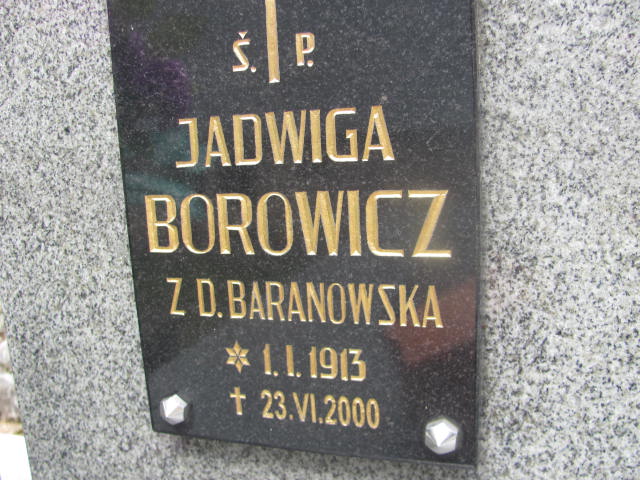 Š. P.
JADWIGA
BOROWICZ
Z D. BARANOWSKA
* 1. I. 1913
✝ 23.VI.2000